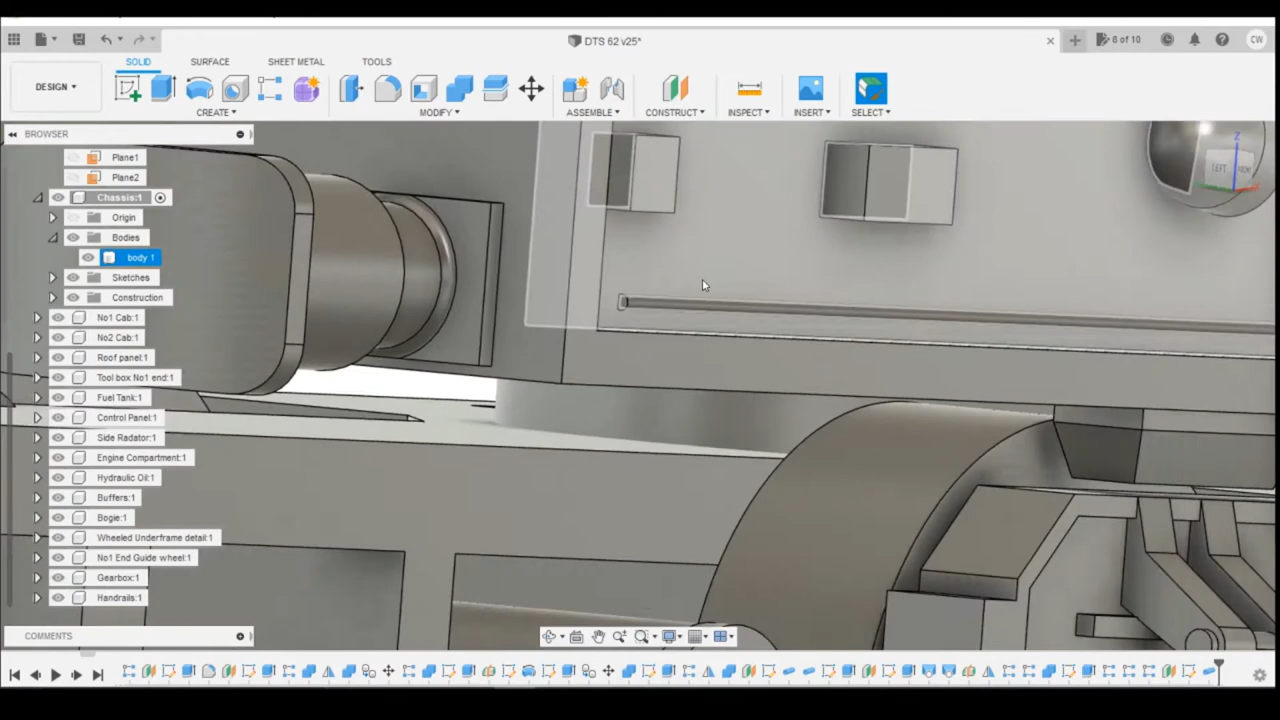 DTS 62 v25*
8 of 10
CW
DESIGN
SOLID
SURFACE
SHEET METAL
TOOLS
CREATE
MODIFY
ASSEMBLE
CONSTRUCT
INSPECT
INSERT
SELECT
BROWSER
Plane1
Plane2
Chassis:1
Origin
Bodies
body 1
Sketches
Construction
No1 Cab:1
No2 Cab:1
Roof panel:1
Tool box No1 end:1
Fuel Tank:1
Control Panel:1
Side Radator:1
Engine Compartment:1
Hydraulic Oil:1
Buffers:1
Bogie:1
Wheeled Underframe detail:1
No1 End Guide wheel:1
Gearbox:1
Handrails:1
Z
LEFT
COMMENTS